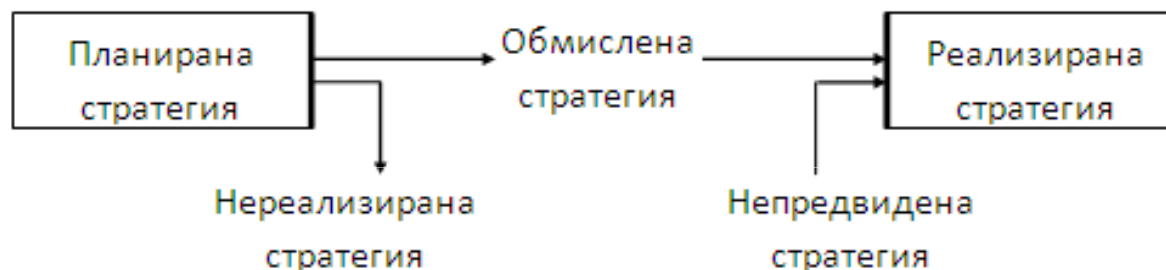 Планирана
стратегия
Обмислена
стратегия
Реализирана
стратегия
Нереализирана
стратегия
Непредвидена
стратегия